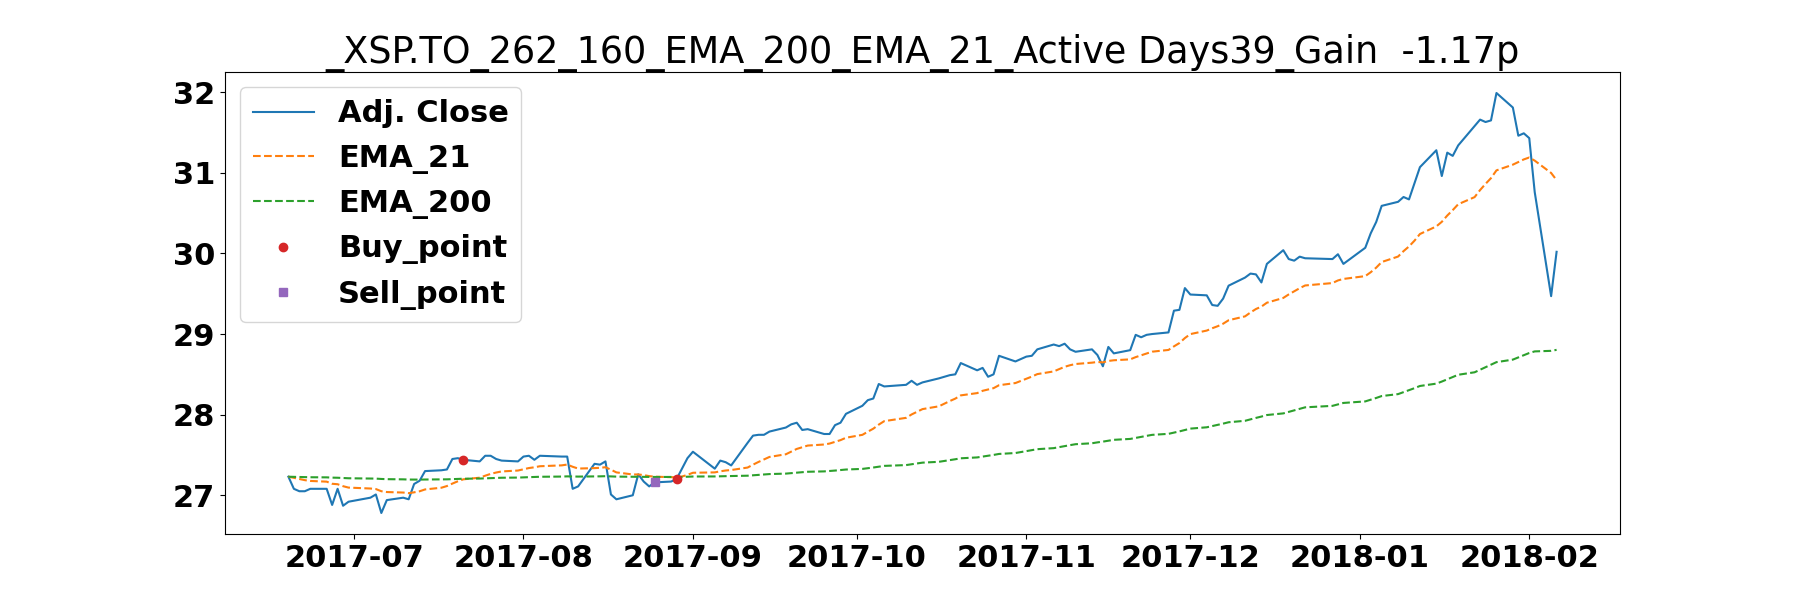 _XSP.TO_262_160_EMA_200_EMA_21_Active Days39_Gain  -1.17p
Adj. Close
EMA_21
EMA_200
Buy_point
Sell_point
32
31
30
29
28
27
2017-07 2017-08 2017-09 2017-10 2017-11 2017-12 2018-01 2018-02